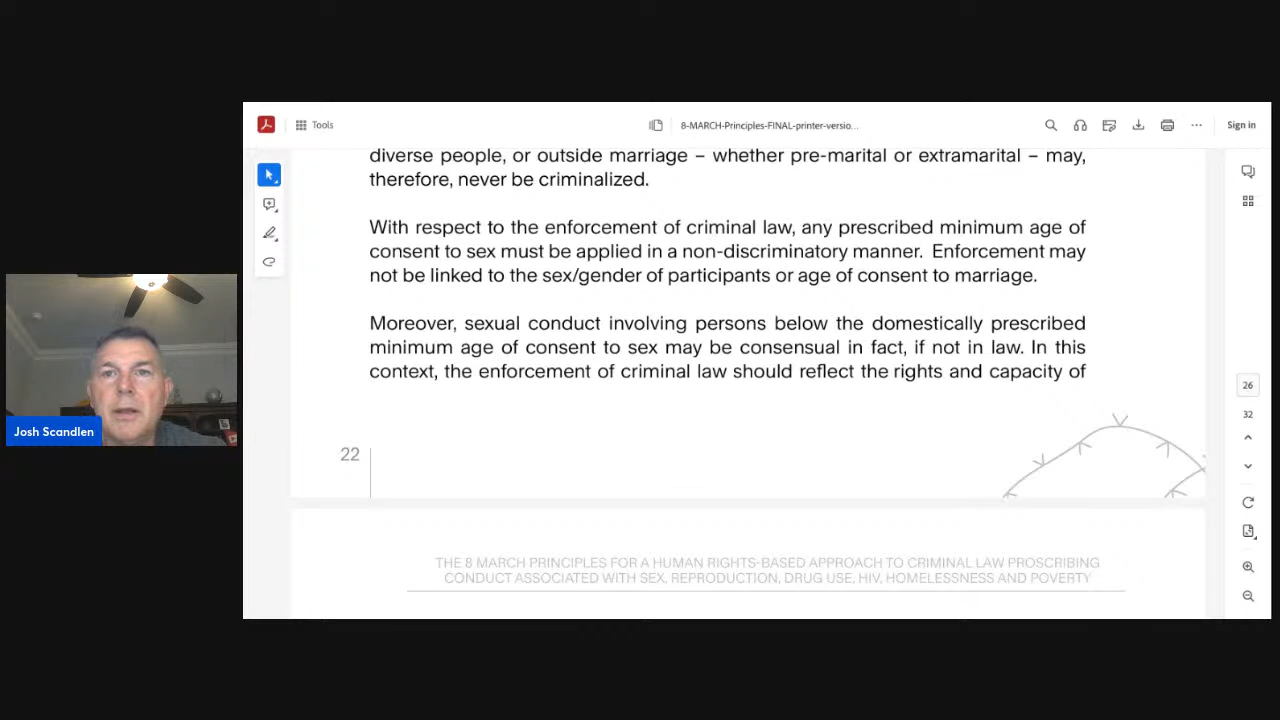 Tools
8-MARCH-Principles-FINAL-printer-versio...
Sign in
diverse people, or outside marriage – whether pre-marital or extramarital – may,
therefore, never be criminalized.
With respect to the enforcement of criminal law, any prescribed minimum age of
consent to sex must be applied in a non-discriminatory manner. Enforcement may
not be linked to the sex/gender of participants or age of consent to marriage.
Moreover, sexual conduct involving persons below the domestically prescribed
minimum age of consent to sex may be consensual in fact, if not in law. In this
context, the enforcement of criminal law should reflect the rights and capacity of
26
32
Josh Scandlen
22
THE 8 MARCH PRINCIPLES FOR A HUMAN RIGHTS-BASED APPROACH TO CRIMINAL LAW PROSCRIBING
CONDUCT ASSOCIATED WITH SEX, REPRODUCTION, DRUG USE, HIV, HOMELESSNESS AND POVERTY